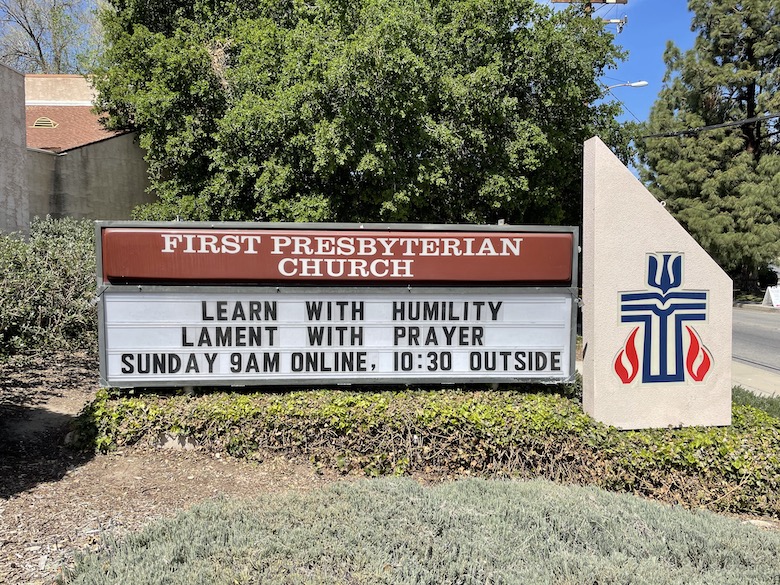 FIRST PRESBYTERIAN
CHURCH
LEARN WITH HUMILITY
LAMENT WITH PRAYER
SUNDAY 9AM ONLINE, 10:30 OUTSIDE